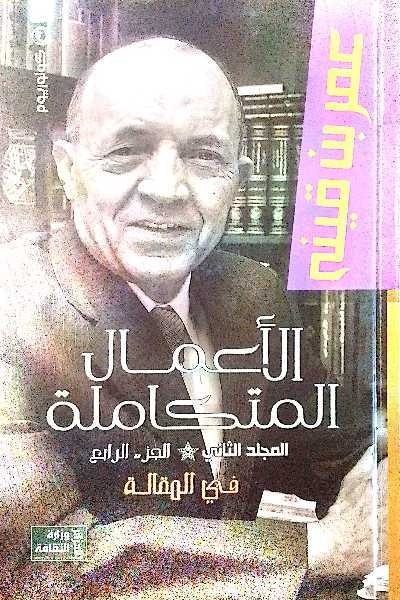 عمر بن قينة
الأعمال
المتكاملة
المجلد الثاني ★ الجزء الرابع
في المقالة
وزارة
الثقافة